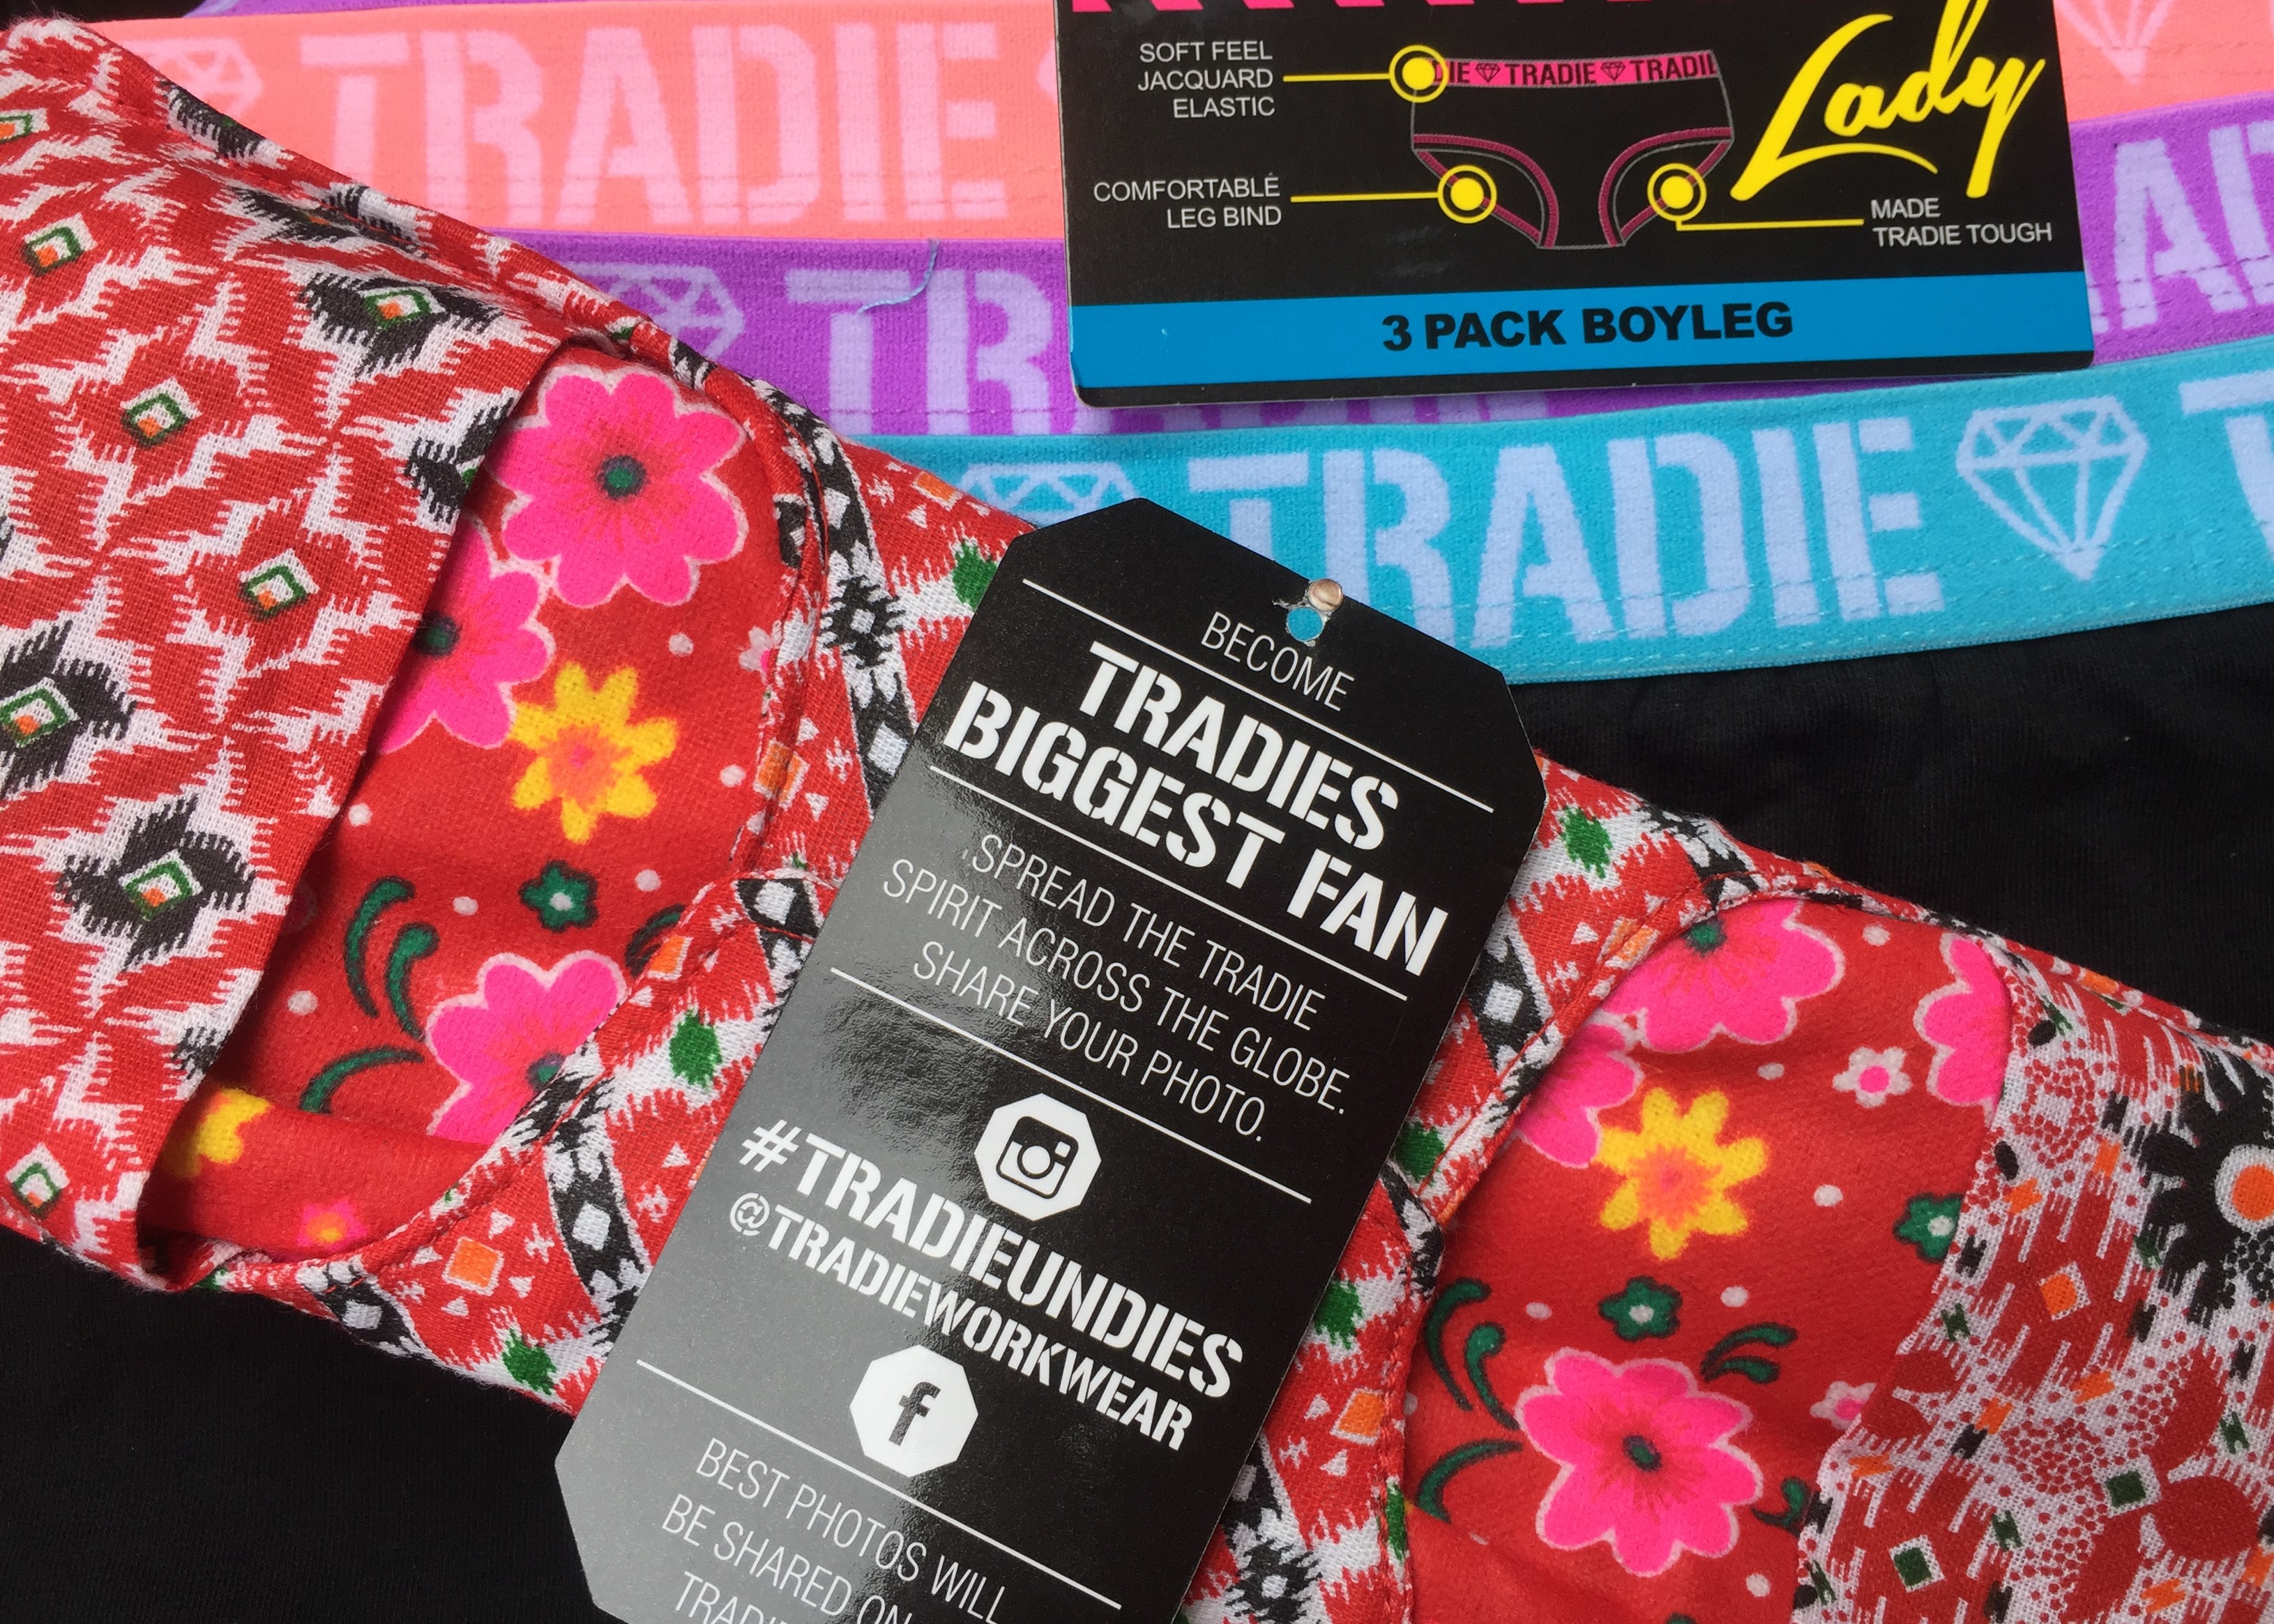 TRADIE
SOFT FEEL
JACQUARD
ELASTIC
TRADIE TRADIE
Lady
COMFORTABLE
LEG BIND
MADE
TRADIE TOUGH
3 PACK BOYLEG
TRADIE
BECOME
TRADIES
BIGGEST FAN
SPREAD THE TRADIE
SPIRIT ACROSS THE GLOBE.
SHARE YOUR PHOTO.
#TRADIEUNDIES
@TRADIEWORKWEAR
f
BEST PHOTOS WILL
BE SHARED ON